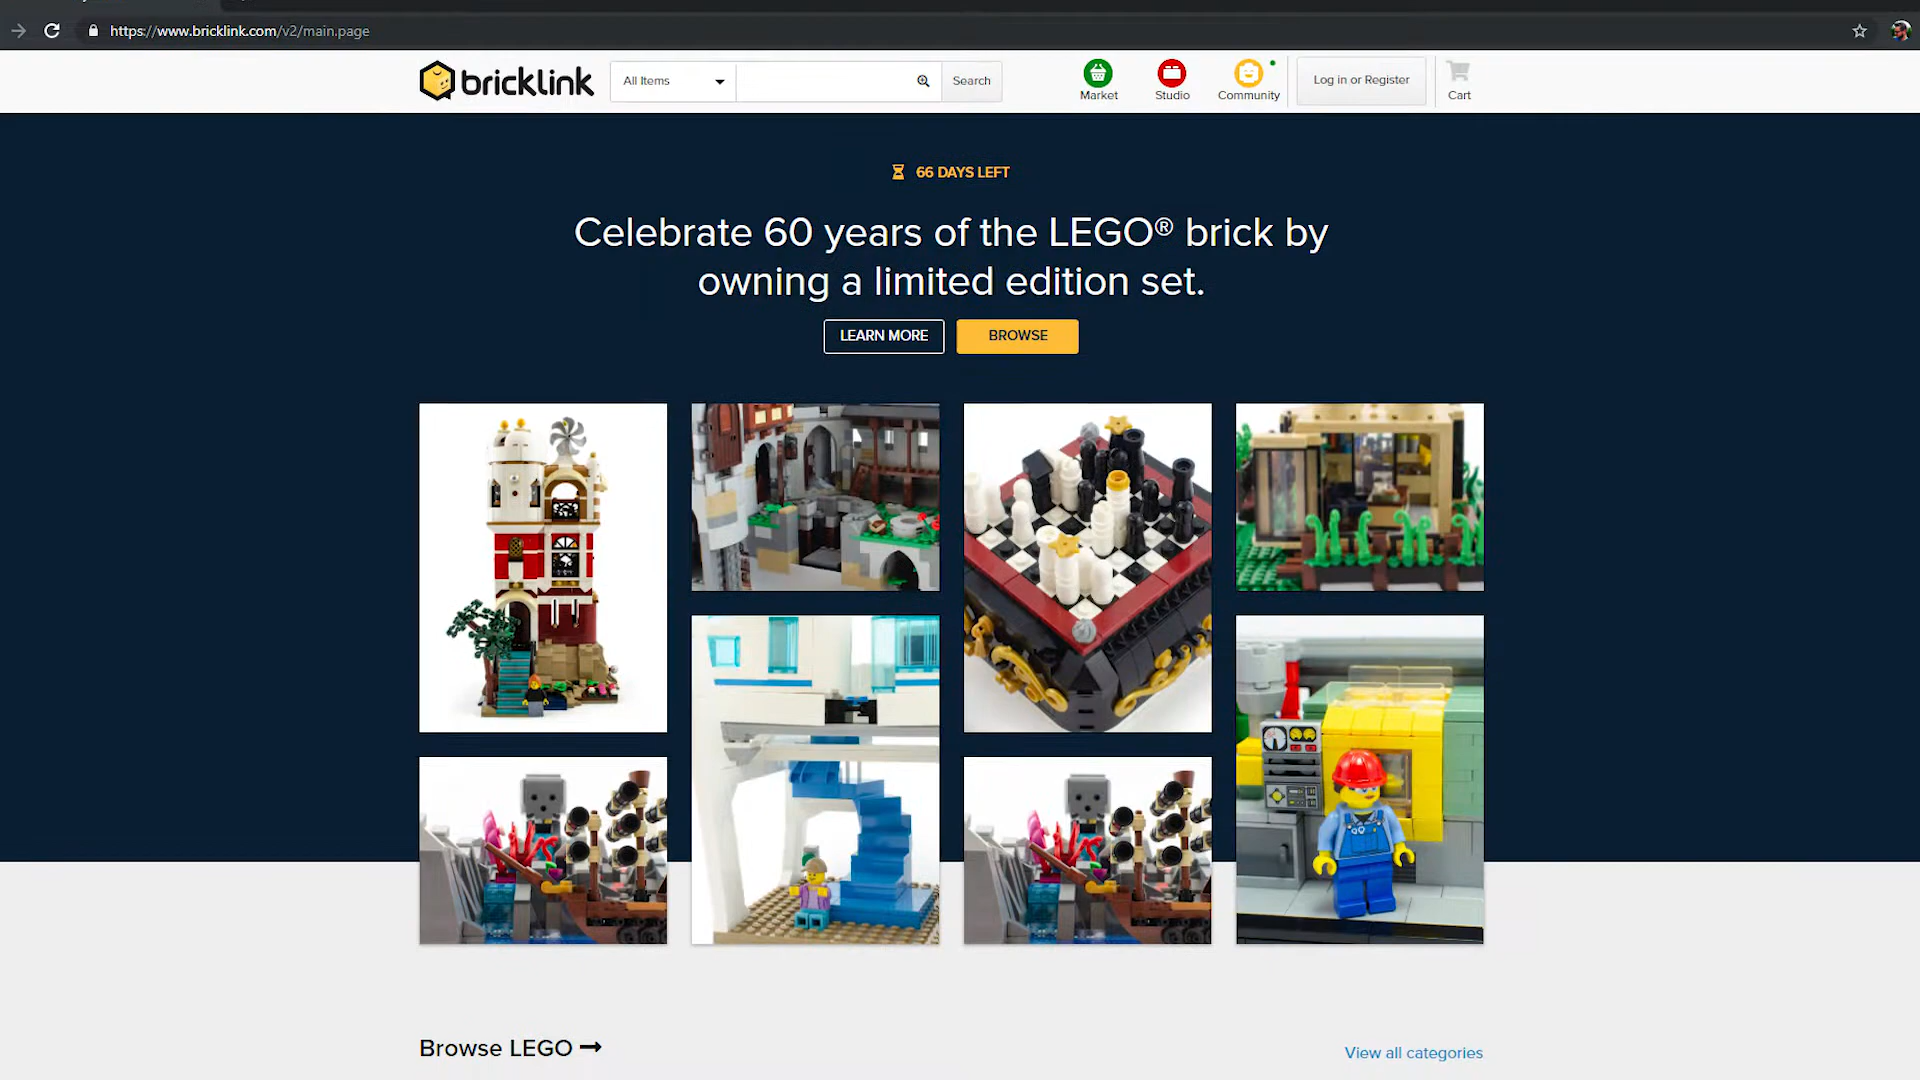 https://www.bricklink.com/v2/main.page
bricklink
All Items
Search
Market
Studio
Community
Log in or Register
Cart
66 DAYS LEFT
Celebrate 60 years of the LEGO® brick by
owning a limited edition set.
LEARN MORE
BROWSE
Browse LEGO
View all categories